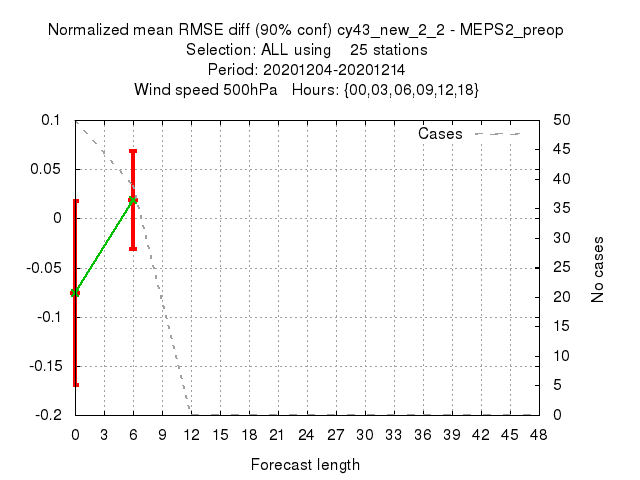 Normalized mean RMSE diff (90% conf) cy43_new_2_2 - MEPS2_preop
Selection: ALL using 25 stations
Period: 20201204-20201214
Wind speed 500hPa Hours: {00,03,06,09,12,18}
0.1
0.05
0
-0.05
-0.1
-0.15
-0.2
Cases
50
45
40
35
30
25
20
15
10
5
0
No cases
0 3 6 9 12 15 18 21 24 27 30 33 36 39 42 45 48
Forecast length